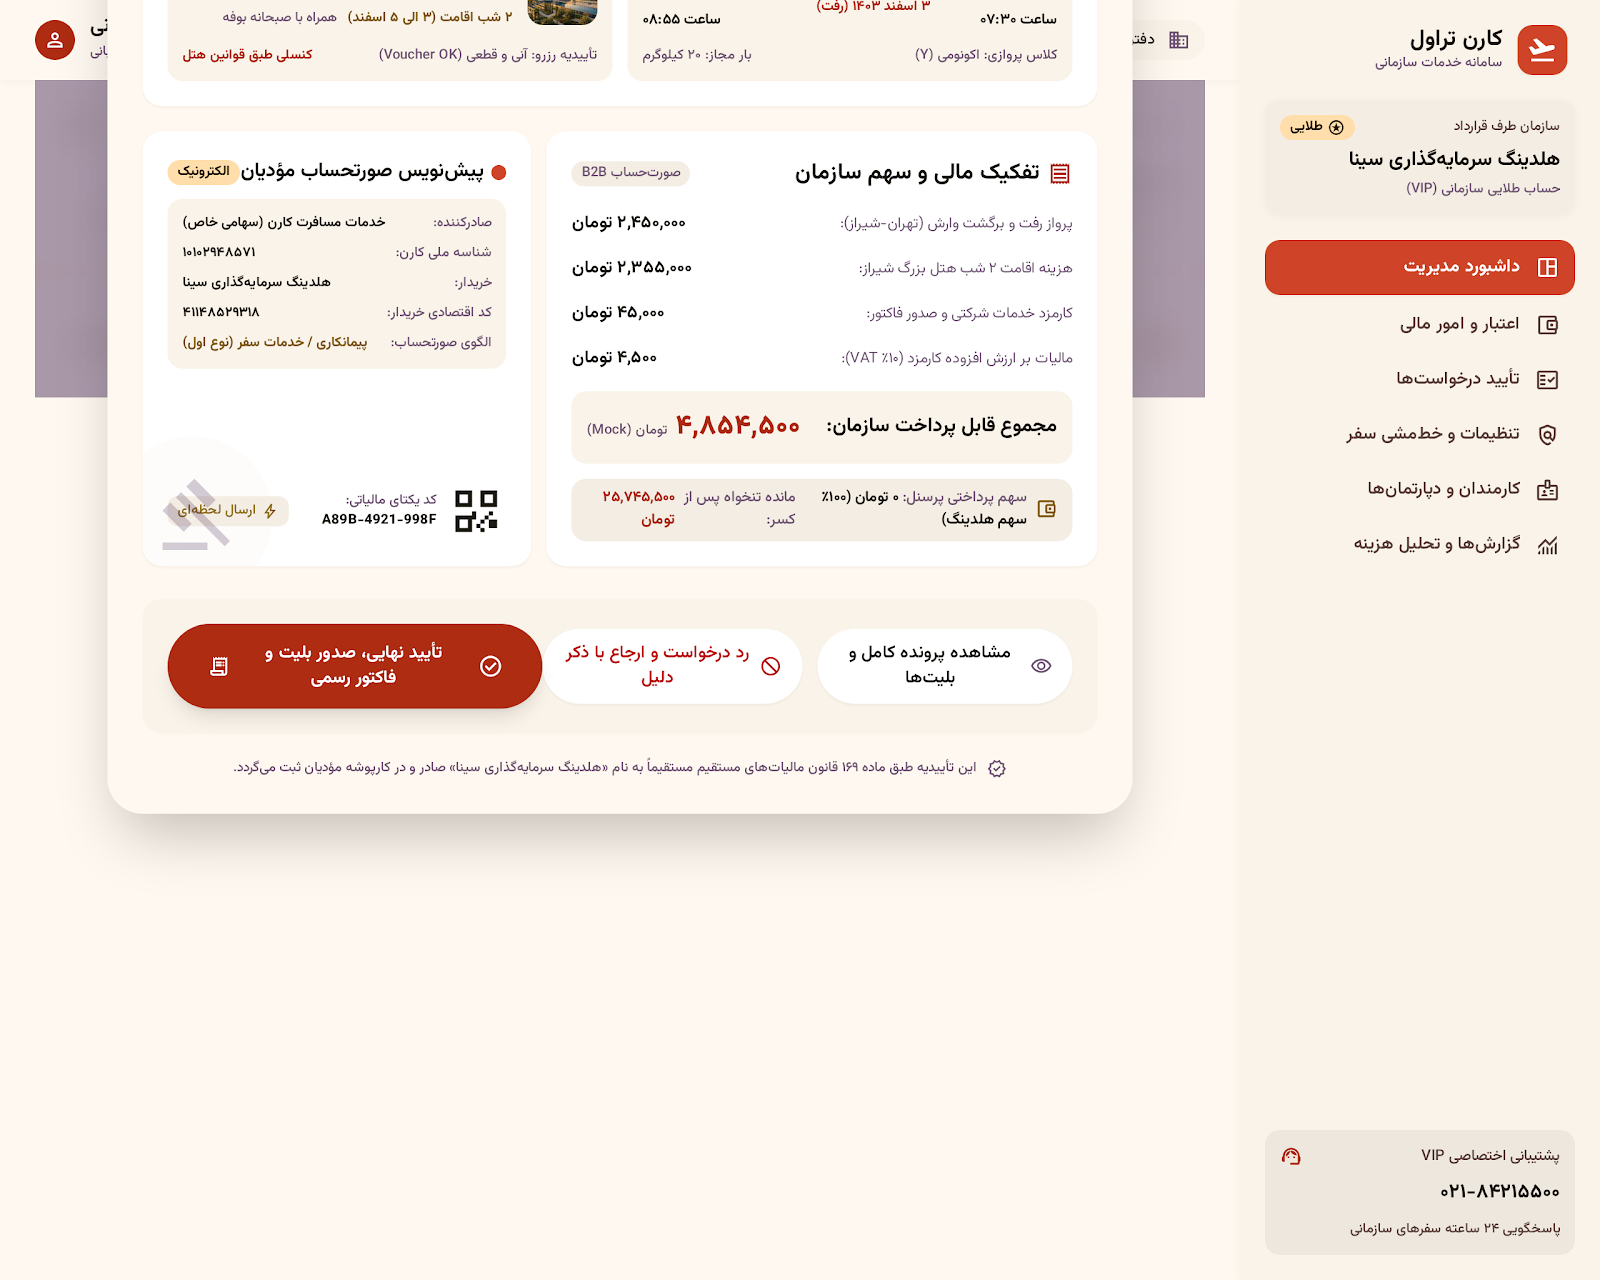 کارن تراول
سامانه خدمات سازمانی
سازمان طرف قرارداد
طلایی
هلدینگ سرمایه‌گذاری سینا
حساب طلایی سازمانی (VIP)
داشبورد مدیریت
اعتبار و امور مالی
تأیید درخواست‌ها
تنظیمات و خط‌مشی سفر
کارمندان و دپارتمان‌ها
گزارش‌ها و تحلیل هزینه
پشتیبانی اختصاصی VIP
۰۲۱-۸۴۲۱۵۵۰۰
پاسخگویی ۲۴ ساعته سفرهای سازمانی
۳ اسفند ۱۴۰۳ (رفت)
ساعت ۰۷:۳۰
ساعت ۰۸:۵۵
کلاس پروازی: اکونومی (Y)
بار مجاز: ۲۰ کیلوگرم
۲ شب اقامت (۳ الی ۵ اسفند)
همراه با صبحانه بوفه
تأییدیه رزرو: آنی و قطعی (Voucher OK)
کنسلی طبق قوانین هتل
تفکیک مالی و سهم سازمان
صورت‌حساب B2B
پرواز رفت و برگشت وارش (تهران-شیراز):
۲,۴۵۰,۰۰۰ تومان
هزینه اقامت ۲ شب هتل بزرگ شیراز:
۲,۳۵۵,۰۰۰ تومان
کارمزد خدمات شرکتی و صدور فاکتور:
۴۵,۰۰۰ تومان
مالیات بر ارزش افزوده کارمزد (۱۰٪ VAT):
۴,۵۰۰ تومان
مجموع قابل پرداخت سازمان:
۴,۸۵۴,۵۰۰ تومان (Mock)
سهم پرداختی پرسنل: ۰ تومان (۱۰۰٪
سهم هلدینگ)
مانده تنخواه پس از
کسر:
۲۵,۷۴۵,۵۰۰
تومان
پیش‌نویس صورتحساب مؤدیان
الکترونیک
صادرکننده:
خدمات مسافرت کارن (سهامی خاص)
شناسه ملی کارن:
۱۰۱۰۲۹۴۸۵۷۱
خریدار:
هلدینگ سرمایه‌گذاری سینا
کد اقتصادی خریدار:
۴۱۱۴۸۵۲۹۳۱۸
الگوی صورتحساب:
پیمانکاری / خدمات سفر (نوع اول)
کد یکتای مالیاتی:
A89B-4921-998F
ارسال لحظه‌ای
مشاهده پرونده کامل و
بلیت‌ها
رد درخواست و ارجاع با ذکر
دلیل
تأیید نهایی، صدور بلیت و
فاکتور رسمی
این تأییدیه طبق ماده ۱۶۹ قانون مالیات‌های مستقیم مستقیماً به نام «هلدینگ سرمایه‌گذاری سینا» صادر و در کارپوشه مؤدیان ثبت می‌گردد.